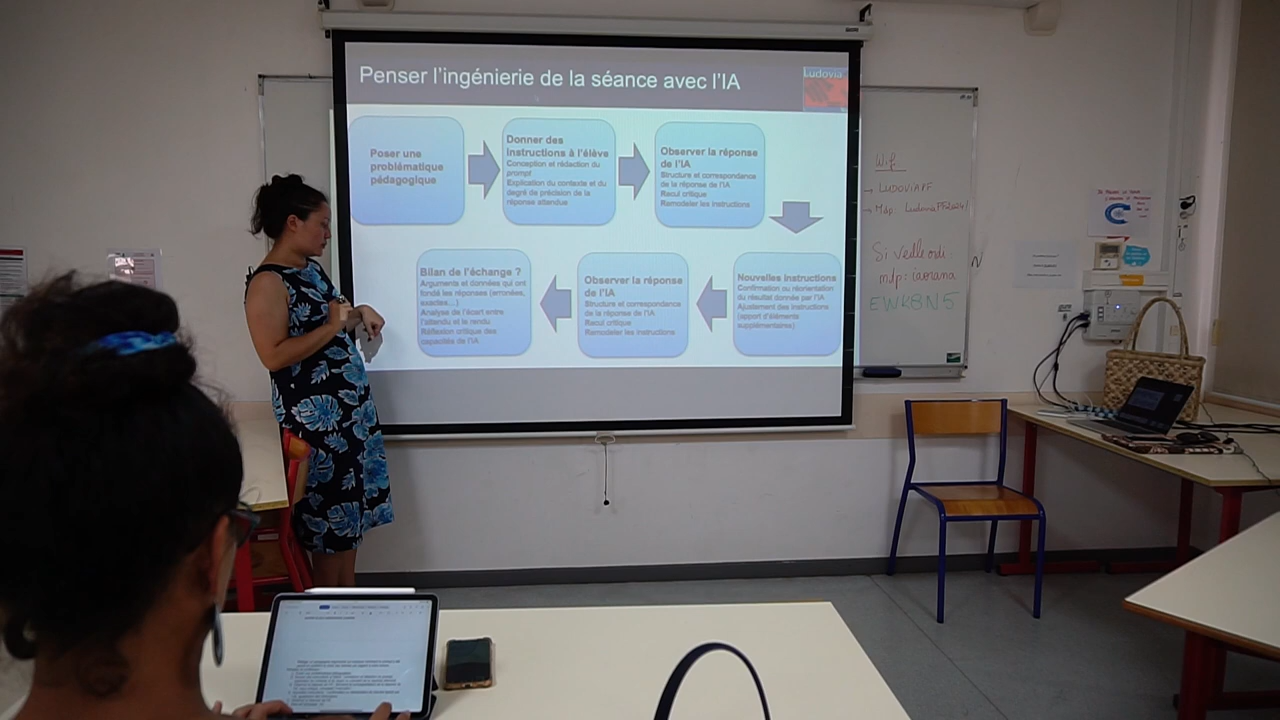 Penser l'ingénierie de la séance avec l'IA
Ludovia
Poser une
problématique
pédagogique
Donner des
instructions à l'élève
Conception et rédaction du
prompt
Explication du contexte et du
degré de précision de la
réponse attendue
Observer la réponse
de l'IA
Structure et correspondance
de la réponse de l'IA
Recul critique
Remodeler les instructions
Nouvelles instructions
Confirmation ou réorientation
du résultat donnée par l'IA
Ajustement des instructions
(apport d'éléments
supplémentaires)
Observer la réponse
de l'IA
Structure et correspondance
de la réponse de l'IA
Recul critique
Remodeler les instructions
Bilan de l'échange ?
Arguments et données qui ont
fondé les réponses (erronées,
exactes...)
Analyse de l'écart entre
l'attendu et le rendu
Réflexion critique des
capacités de l'IA
Wifi
→ LUDOVIAPF
→ Mdp:
Si veille ordi
mdp: iaorana
EWK8N5